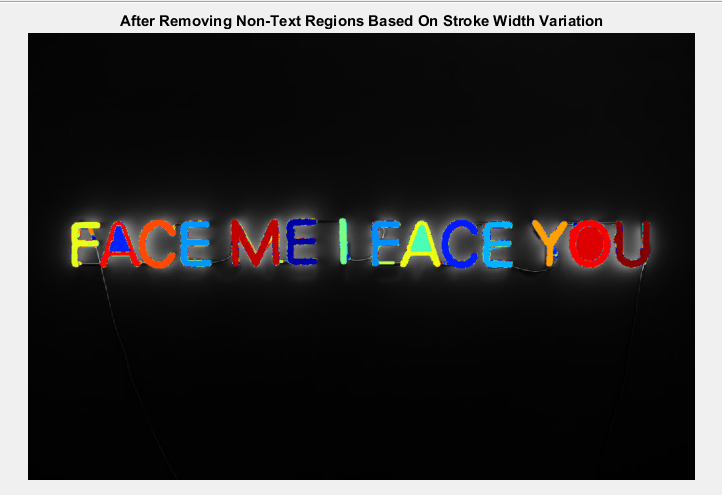 After Removing Non-Text Regions Based On Stroke Width Variation
FACE ME I FACE YOU